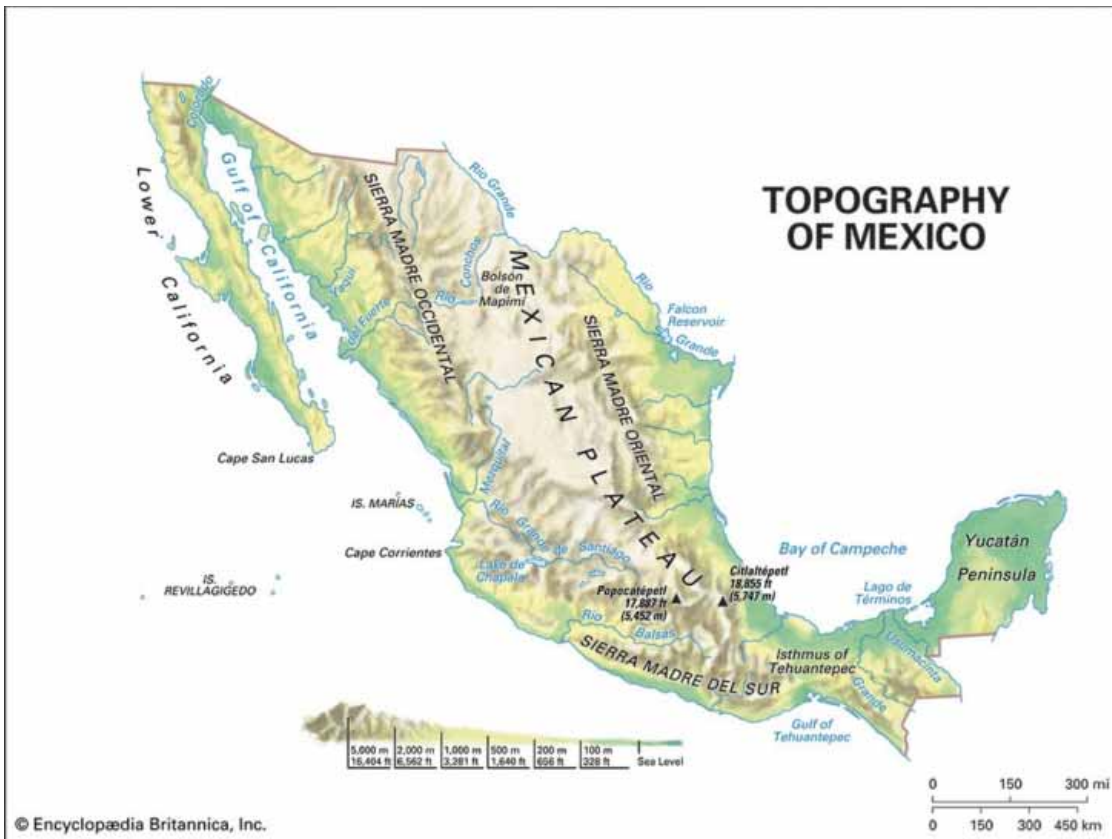 TOPOGRAPHY
OF MEXICO
Colorado
Gulf of California
Lower California
SIERRA MADRE OCCIDENTAL
Rio Grande
Conchos
Río
Bolsón
de
Mapimí
MEXICAN PLATEAU
SIERRA MADRE ORIENTAL
Rio
Grande
Falcon
Reservoir
Yaqui
del Fuerte
Cape San Lucas
Mezquital
IS. MARÍAS
Cape Corrientes
Río Grande de Santiago
Lake de
Chapala
IS.
REVILLAGIGEDO
Popocatépetl
17,887 ft
(5,452 m)
Citlaltépetl
18,855 ft
(5,747 m)
Bay of Campeche
Yucatán
Peninsula
Lago de
Términos
Río Balsas
SIERRA MADRE DEL SUR
Isthmus of
Tehuantepec
Usumacinta
Grande
Gulf of
Tehuantepec
5,000 m 2,000 m 1,000 m 500 m 200 m 100 m
16,404 ft 6,562 ft 3,281 ft 1,640 ft 656 ft 328 ft Sea Level
0 150 300 mi
0 150 300 450 km
© Encyclopædia Britannica, Inc.